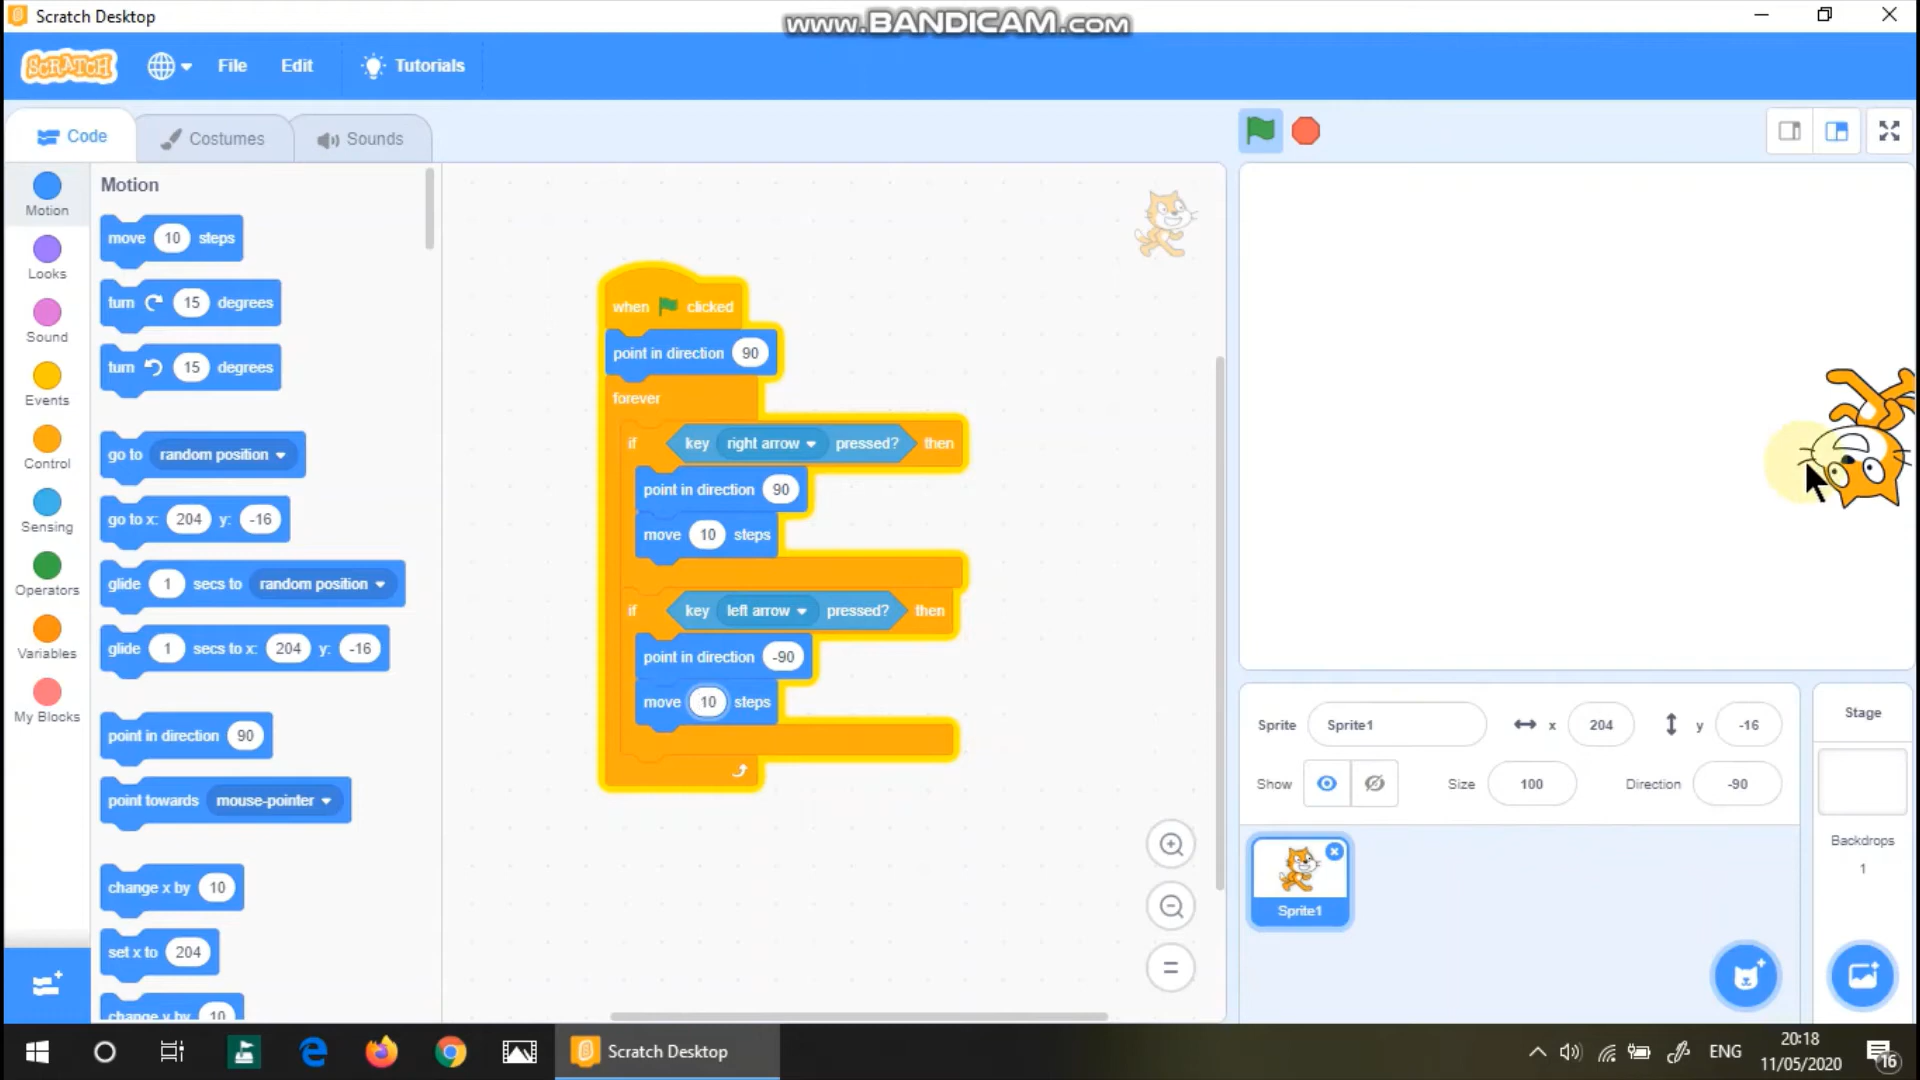 Scratch Desktop
www.BANDICAM.com
SCRATCH
File
Edit
Tutorials
Code
Costumes
Sounds
Motion
Looks
Sound
Events
Control
Sensing
Operators
Variables
My Blocks
Motion
move 10 steps
turn 15 degrees
turn 15 degrees
go to random position
go to x: 204 y: -16
glide 1 secs to random position
glide 1 secs to x: 204 y: -16
point in direction 90
point towards mouse-pointer
change x by 10
set x to 204
change y by 10
when clicked
point in direction 90
forever
if key right arrow pressed? then
point in direction 90
move 10 steps
if key left arrow pressed? then
point in direction -90
move 10 steps
Sprite Sprite1 x 204 y -16
Show Size 100 Direction -90
Sprite1
Stage
Backdrops
1
Scratch Desktop
ENG
20:18
11/05/2020
16